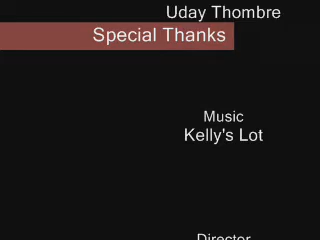 Uday Thombre
Special Thanks
Music
Kelly's Lot
Director